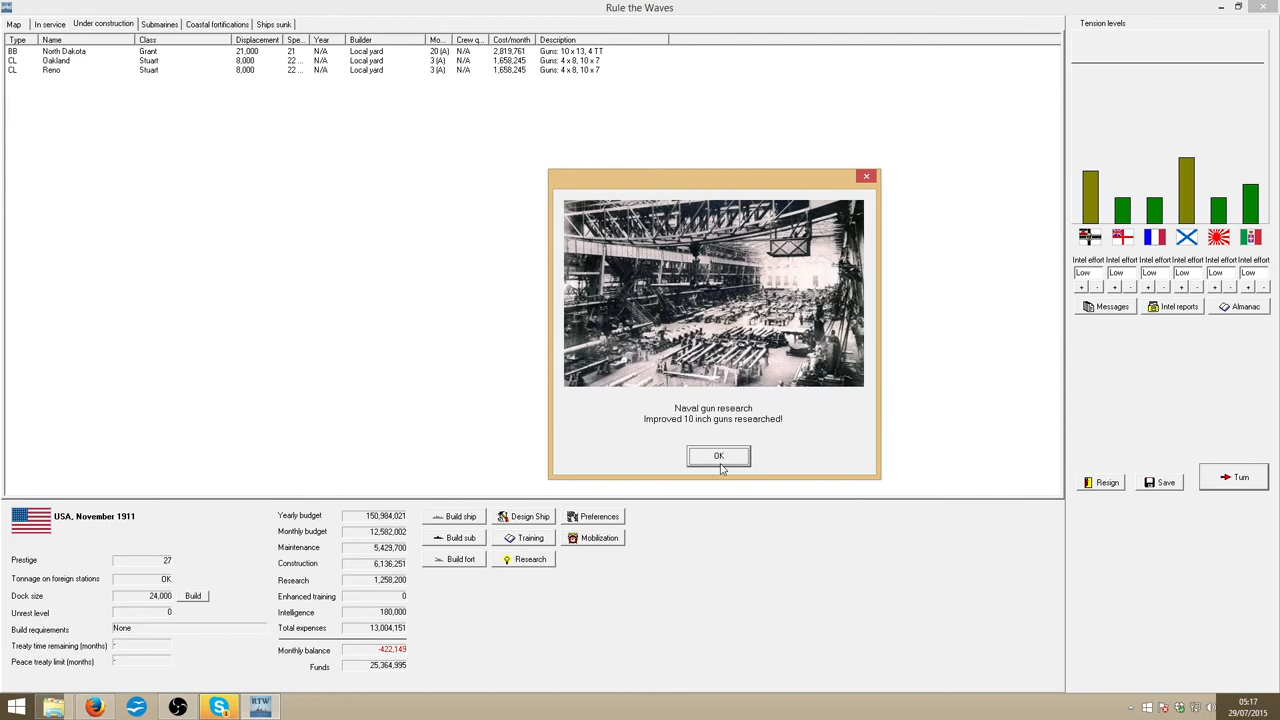 Rule the Waves
Map In service Under construction Submarines Coastal fortifications Ships sunk
Type Name Class Displacement Spe... Year Builder Mo... Crew q... Cost/month Description
BB North Dakota Grant 21,000 21 N/A Local yard 20 (A) N/A 2,819,761 Guns: 10 x 13, 4 TT
CL Oakland Stuart 8,000 22 ... N/A Local yard 3 (A) N/A 1,658,245 Guns: 4 x 8, 10 x 7
CL Reno Stuart 8,000 22 ... N/A Local yard 3 (A) N/A 1,658,245 Guns: 4 x 8, 10 x 7
Tension levels
Intel effort Intel effort Intel effort Intel effort Intel effort Intel effort
Low Low Low Low Low Low
+ - + - + - + - + - + -
Messages Intel reports Almanac
Naval gun research
Improved 10 inch guns researched!
OK
Resign Save Turn
USA, November 1911
Prestige 27
Tonnage on foreign stations OK
Dock size 24,000 Build
Unrest level 0
Build requirements None
Treaty time remaining (months) -
Peace treaty limit (months) -
Yearly budget 150,984,021
Monthly budget 12,582,002
Maintenance 5,429,700
Construction 6,136,251
Research 1,258,200
Enhanced training 0
Intelligence 180,000
Total expenses 13,004,151
Monthly balance -422,149
Funds 25,364,995
Build ship Design Ship Preferences
Build sub Training Mobilization
Build fort Research
RTW
05:17
29/07/2015